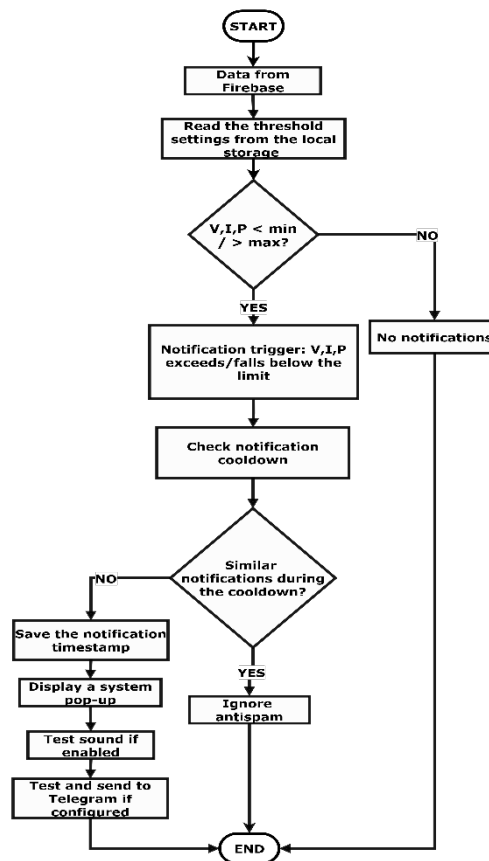 START
Data from
Firebase
Read the threshold
settings from the local
storage
V,I,P < min
/ > max?
NO
YES
No notifications
Notification trigger: V,I,P
exceeds/falls below the
limit
Check notification
cooldown
Similar
notifications during
the cooldown?
NO
Save the notification
timestamp
YES
Display a system
pop-up
Ignore
antispam
Test sound if
enabled
Test and send to
Telegram if
configured
END